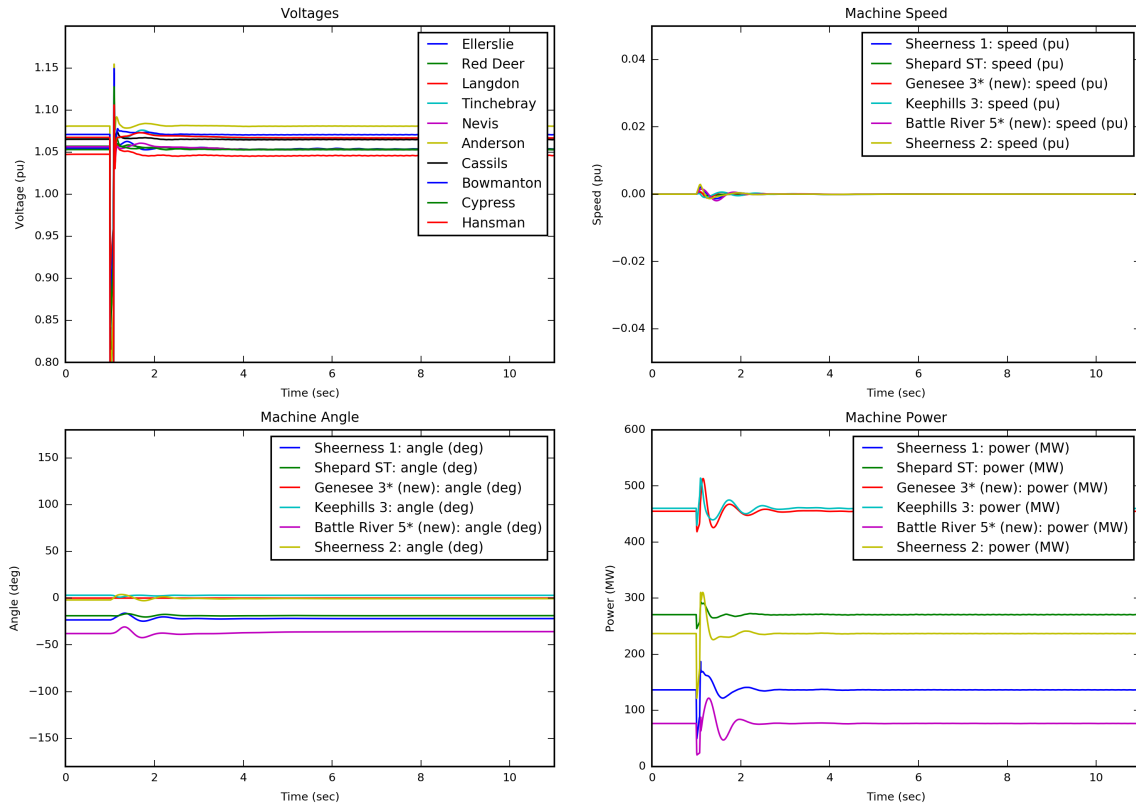 Voltages
1.15
1.10
1.05
1.00
0.95
0.90
0.85
0.80
Voltage (pu)
0 2 4 6 8 10
Time (sec)
Ellerslie
Red Deer
Langdon
Tinchebray
Nevis
Anderson
Cassils
Bowmanton
Cypress
Hansman
Machine Speed
0.04
0.02
0.00
−0.02
−0.04
Speed (pu)
0 2 4 6 8 10
Time (sec)
Sheerness 1: speed (pu)
Shepard ST: speed (pu)
Genesee 3* (new): speed (pu)
Keephills 3: speed (pu)
Battle River 5* (new): speed (pu)
Sheerness 2: speed (pu)
Machine Angle
150
100
50
0
−50
−100
−150
Angle (deg)
0 2 4 6 8 10
Time (sec)
Sheerness 1: angle (deg)
Shepard ST: angle (deg)
Genesee 3* (new): angle (deg)
Keephills 3: angle (deg)
Battle River 5* (new): angle (deg)
Sheerness 2: angle (deg)
Machine Power
600
500
400
300
200
100
0
Power (MW)
0 2 4 6 8 10
Time (sec)
Sheerness 1: power (MW)
Shepard ST: power (MW)
Genesee 3* (new): power (MW)
Keephills 3: power (MW)
Battle River 5* (new): power (MW)
Sheerness 2: power (MW)